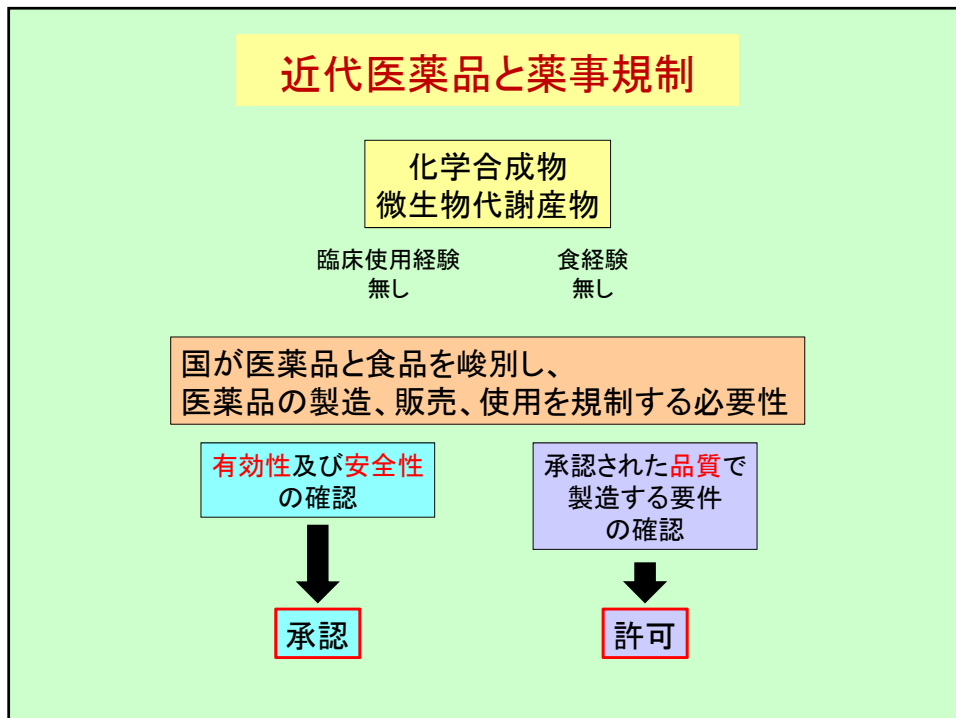 近代医薬品と薬事規制
化学合成物
微生物代謝産物
臨床使用経験
無し
食経験
無し
国が医薬品と食品を峻別し、
医薬品の製造、販売、使用を規制する必要性
有効性及び安全性
の確認
承認された品質で
製造する要件
の確認
承認
許可